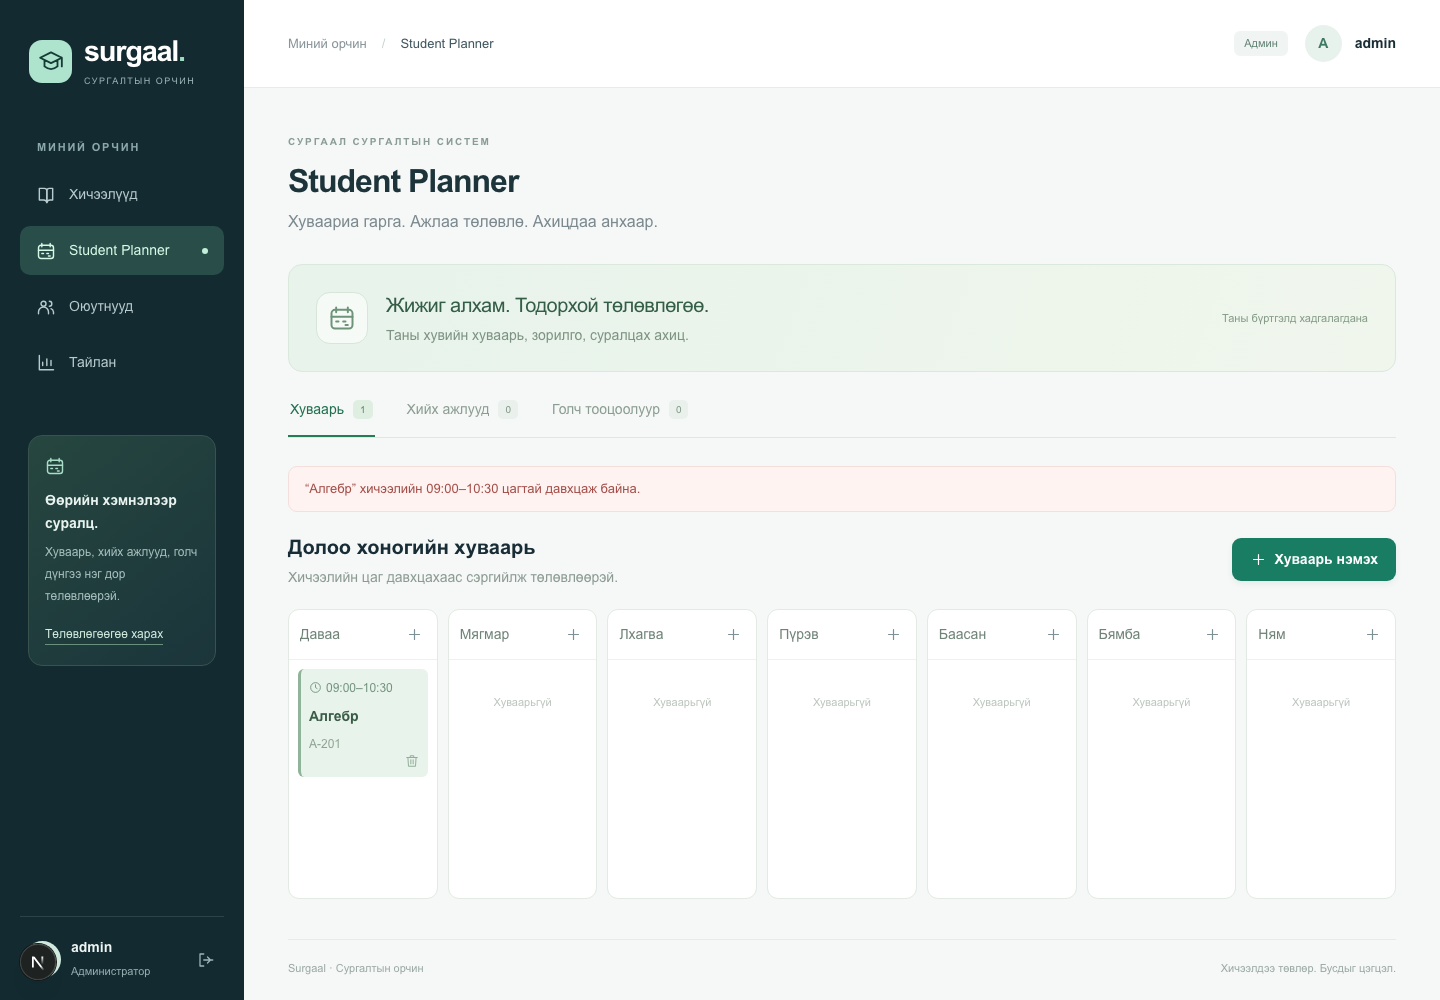 surgaal.
СУРГАЛТЫН ОРЧИН
МИНИЙ ОРЧИН
Хичээлүүд
Student Planner
Оюутнууд
Тайлан
Өөрийн хэмнэлээр
суралц.
Хуваарь, хийх ажлууд, голч
дүнгээ нэг дор
төлөвлөөрэй.
Төлөвлөгөөгөө харах
N
admin
Администратор
Миний орчин / Student Planner
Админ
A
admin
СУРГААЛ СУРГАЛТЫН СИСТЕМ
Student Planner
Хуваариа гарга. Ажлаа төлөвлө. Ахицдаа анхаар.
Жижиг алхам. Тодорхой төлөвлөгөө.
Таны хувийн хуваарь, зорилго, суралцах ахиц.
Таны бүртгэлд хадгалагдана
Хуваарь 1
Хийх ажлууд 0
Голч тооцоолуур 0
“Алгебр” хичээлийн 09:00–10:30 цагтай давхцаж байна.
Долоо хоногийн хуваарь
Хичээлийн цаг давхцахаас сэргийлж төлөвлөөрэй.
+ Хуваарь нэмэх
Даваа +
09:00–10:30
Алгебр
А-201
Мягмар +
Хуваарьгүй
Лхагва +
Хуваарьгүй
Пүрэв +
Хуваарьгүй
Баасан +
Хуваарьгүй
Бямба +
Хуваарьгүй
Ням +
Хуваарьгүй
Surgaal · Сургалтын орчин
Хичээлдээ төвлөр. Бусдыг цэгцэл.